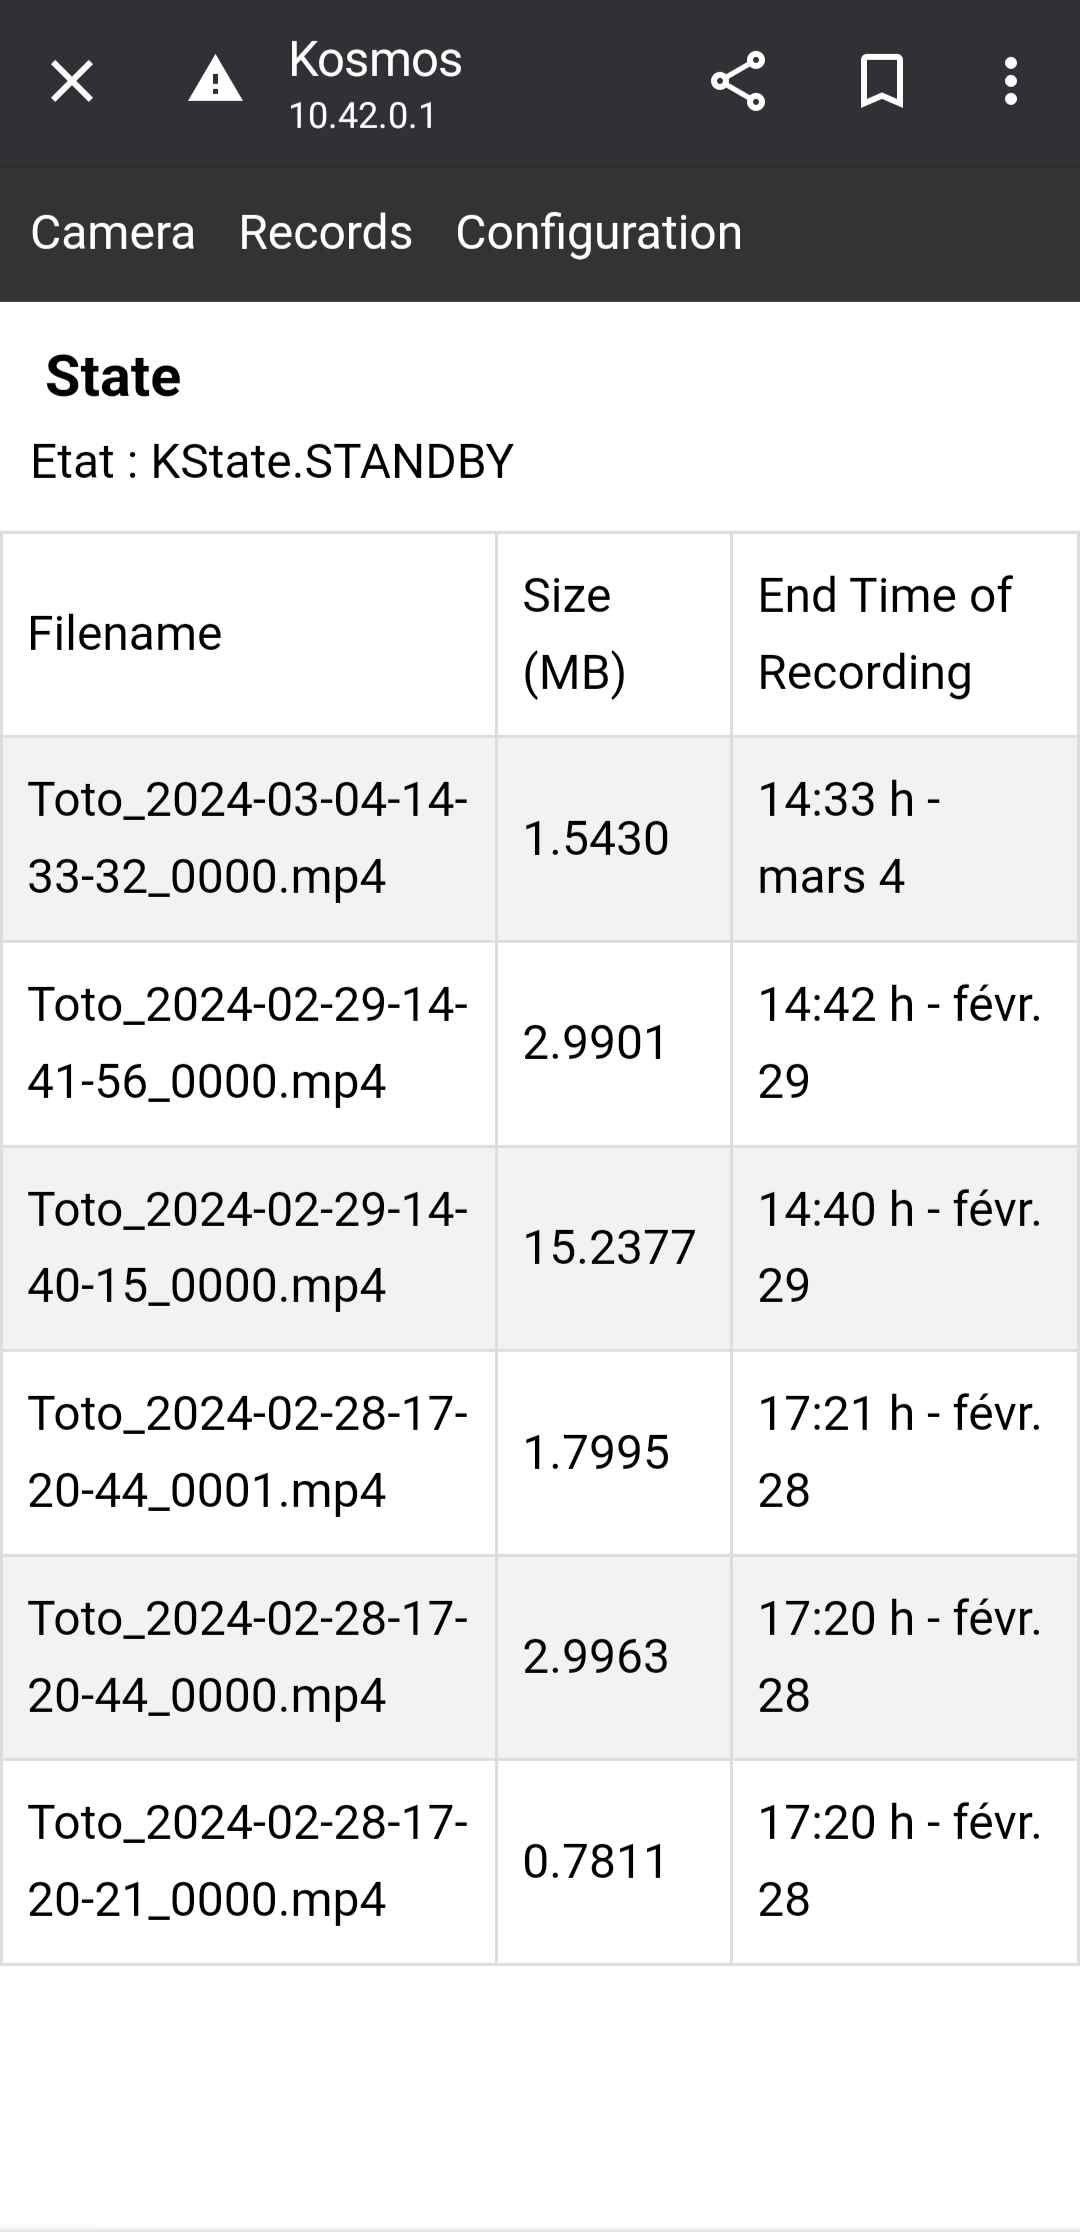 Kosmos
10.42.0.1
Camera Records Configuration
State
Etat : KState.STANDBY
Filename
Size
(MB)
End Time of
Recording
Toto_2024-03-04-14-
33-32_0000.mp4
1.5430
14:33 h -
mars 4
Toto_2024-02-29-14-
41-56_0000.mp4
2.9901
14:42 h - févr.
29
Toto_2024-02-29-14-
40-15_0000.mp4
15.2377
14:40 h - févr.
29
Toto_2024-02-28-17-
20-44_0001.mp4
1.7995
17:21 h - févr.
28
Toto_2024-02-28-17-
20-44_0000.mp4
2.9963
17:20 h - févr.
28
Toto_2024-02-28-17-
20-21_0000.mp4
0.7811
17:20 h - févr.
28